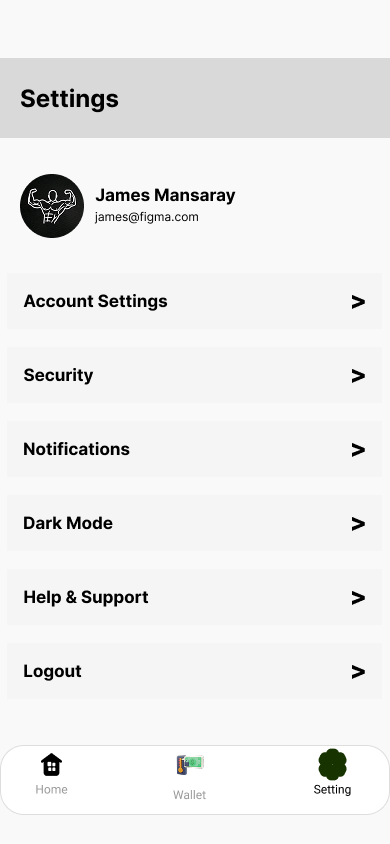 Settings
James Mansaray
james@figma.com
Account Settings >
Security >
Notifications >
Dark Mode >
Help & Support >
Logout >
Home
Wallet
Setting